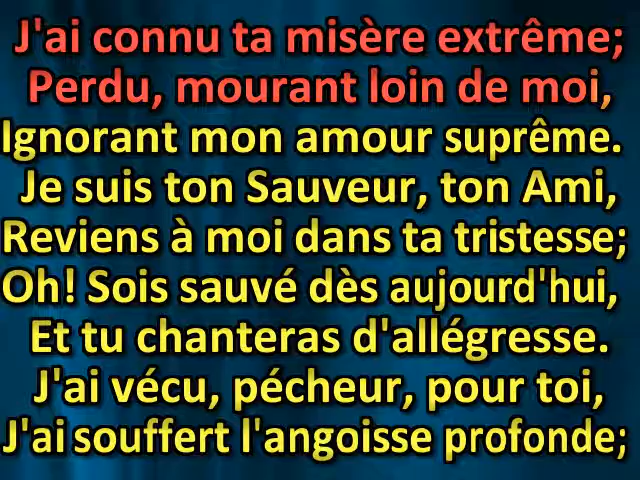 J'ai connu ta misère extrême;
Perdu, mourant loin de moi,
Ignorant mon amour suprême.
Je suis ton Sauveur, ton Ami,
Reviens à moi dans ta tristesse;
Oh! Sois sauvé dès aujourd'hui,
Et tu chanteras d'allégresse.
J'ai vécu, pécheur, pour toi,
J'ai souffert l'angoisse profonde;